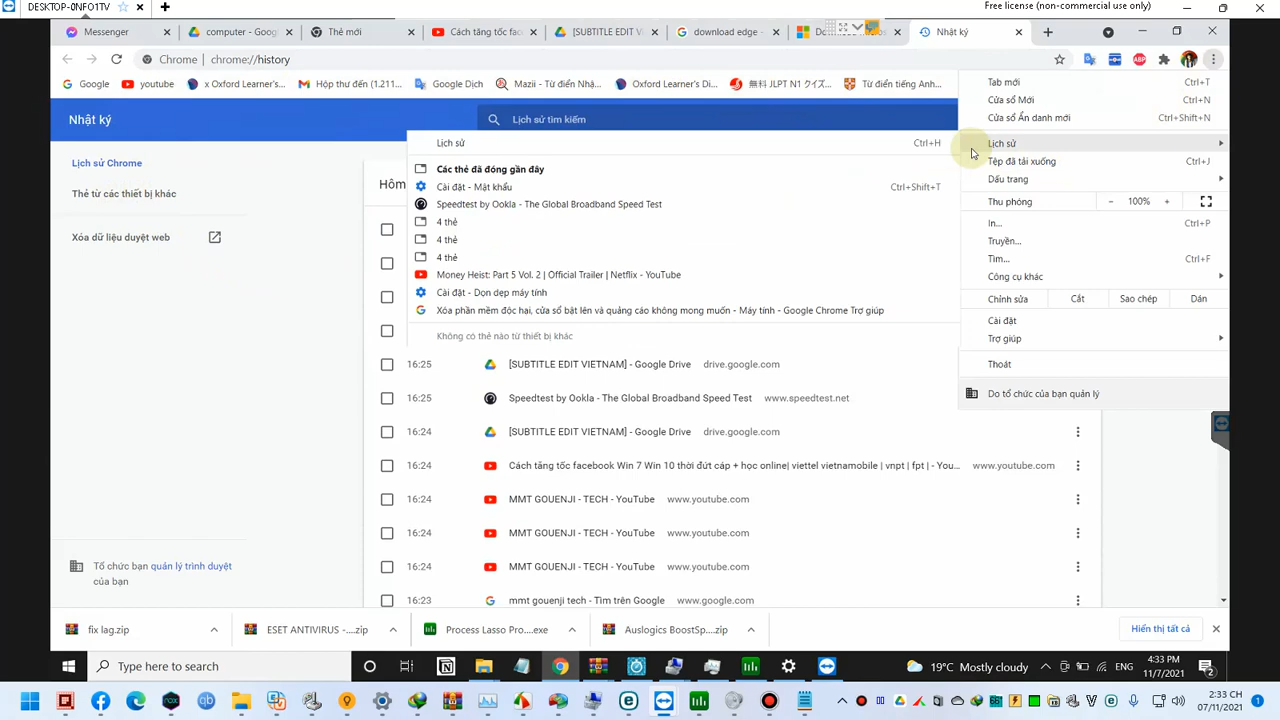 DESKTOP-0NFO1TV
Free license (non-commercial use only)
Messenger
computer - Goog
Thẻ mới
Cách tăng tốc fac
[SUBTITLE EDIT V
download edge -
Nhật ký
Chrome | chrome://history
Google
youtube
x Oxford Learner's D...
Hộp thư đến (1.211...
Google Dịch
Mazii - Từ điển Nhậ...
Oxford Learner's Di...
無料 JLPT N1 クイズ...
Từ điển tiếng Anh...
Tab mới Ctrl+T
Cửa sổ Mới Ctrl+N
Cửa sổ Ẩn danh mới Ctrl+Shift+N
Lịch sử
Tệp đã tải xuống Ctrl+J
Dấu trang
Thu phóng - 100% +
In... Ctrl+P
Truyền...
Tìm... Ctrl+F
Công cụ khác
Chỉnh sửa Cắt Sao chép Dán
Cài đặt
Trợ giúp
Thoát
Do tổ chức của bạn quản lý
Nhật ký
Lịch sử tìm kiếm
Lịch sử Chrome
Thẻ từ các thiết bị khác
Xóa dữ liệu duyệt web
Tổ chức bạn quản lý trình duyệt
của bạn
Hôm
Lịch sử Ctrl+H
Các thẻ đã đóng gần đây
Cài đặt - Mật khẩu Ctrl+Shift+T
Speedtest by Ookla - The Global Broadband Speed Test
4 thẻ
4 thẻ
4 thẻ
Money Heist: Part 5 Vol. 2 | Official Trailer | Netflix - YouTube
Cài đặt - Dọn dẹp máy tính
Xóa phần mềm độc hại, cửa sổ bật lên và quảng cáo không mong muốn - Máy tính - Google Chrome Trợ giúp
Không có thẻ nào từ thiết bị khác
16:25 [SUBTITLE EDIT VIETNAM] - Google Drive drive.google.com
16:25 Speedtest by Ookla - The Global Broadband Speed Test www.speedtest.net
16:24 [SUBTITLE EDIT VIETNAM] - Google Drive drive.google.com
16:24 Cách tăng tốc facebook Win 7 Win 10 thời đứt cáp + học online| viettel vietnamobile | vnpt | fpt | - You... www.youtube.com
16:24 MMT GOUENJI - TECH - YouTube www.youtube.com
16:24 MMT GOUENJI - TECH - YouTube www.youtube.com
16:24 MMT GOUENJI - TECH - YouTube www.youtube.com
16:23 mmt gouenji tech - Tìm trên Google www.google.com
fix lag.zip
ESET ANTIVIRUS -....zip
Process Lasso Pro....exe
Auslogics BoostSp....zip
Hiển thị tất cả
Type here to search
19°C Mostly cloudy
ENG
4:33 PM
11/7/2021
2
2:33 CH
07/11/2021
1